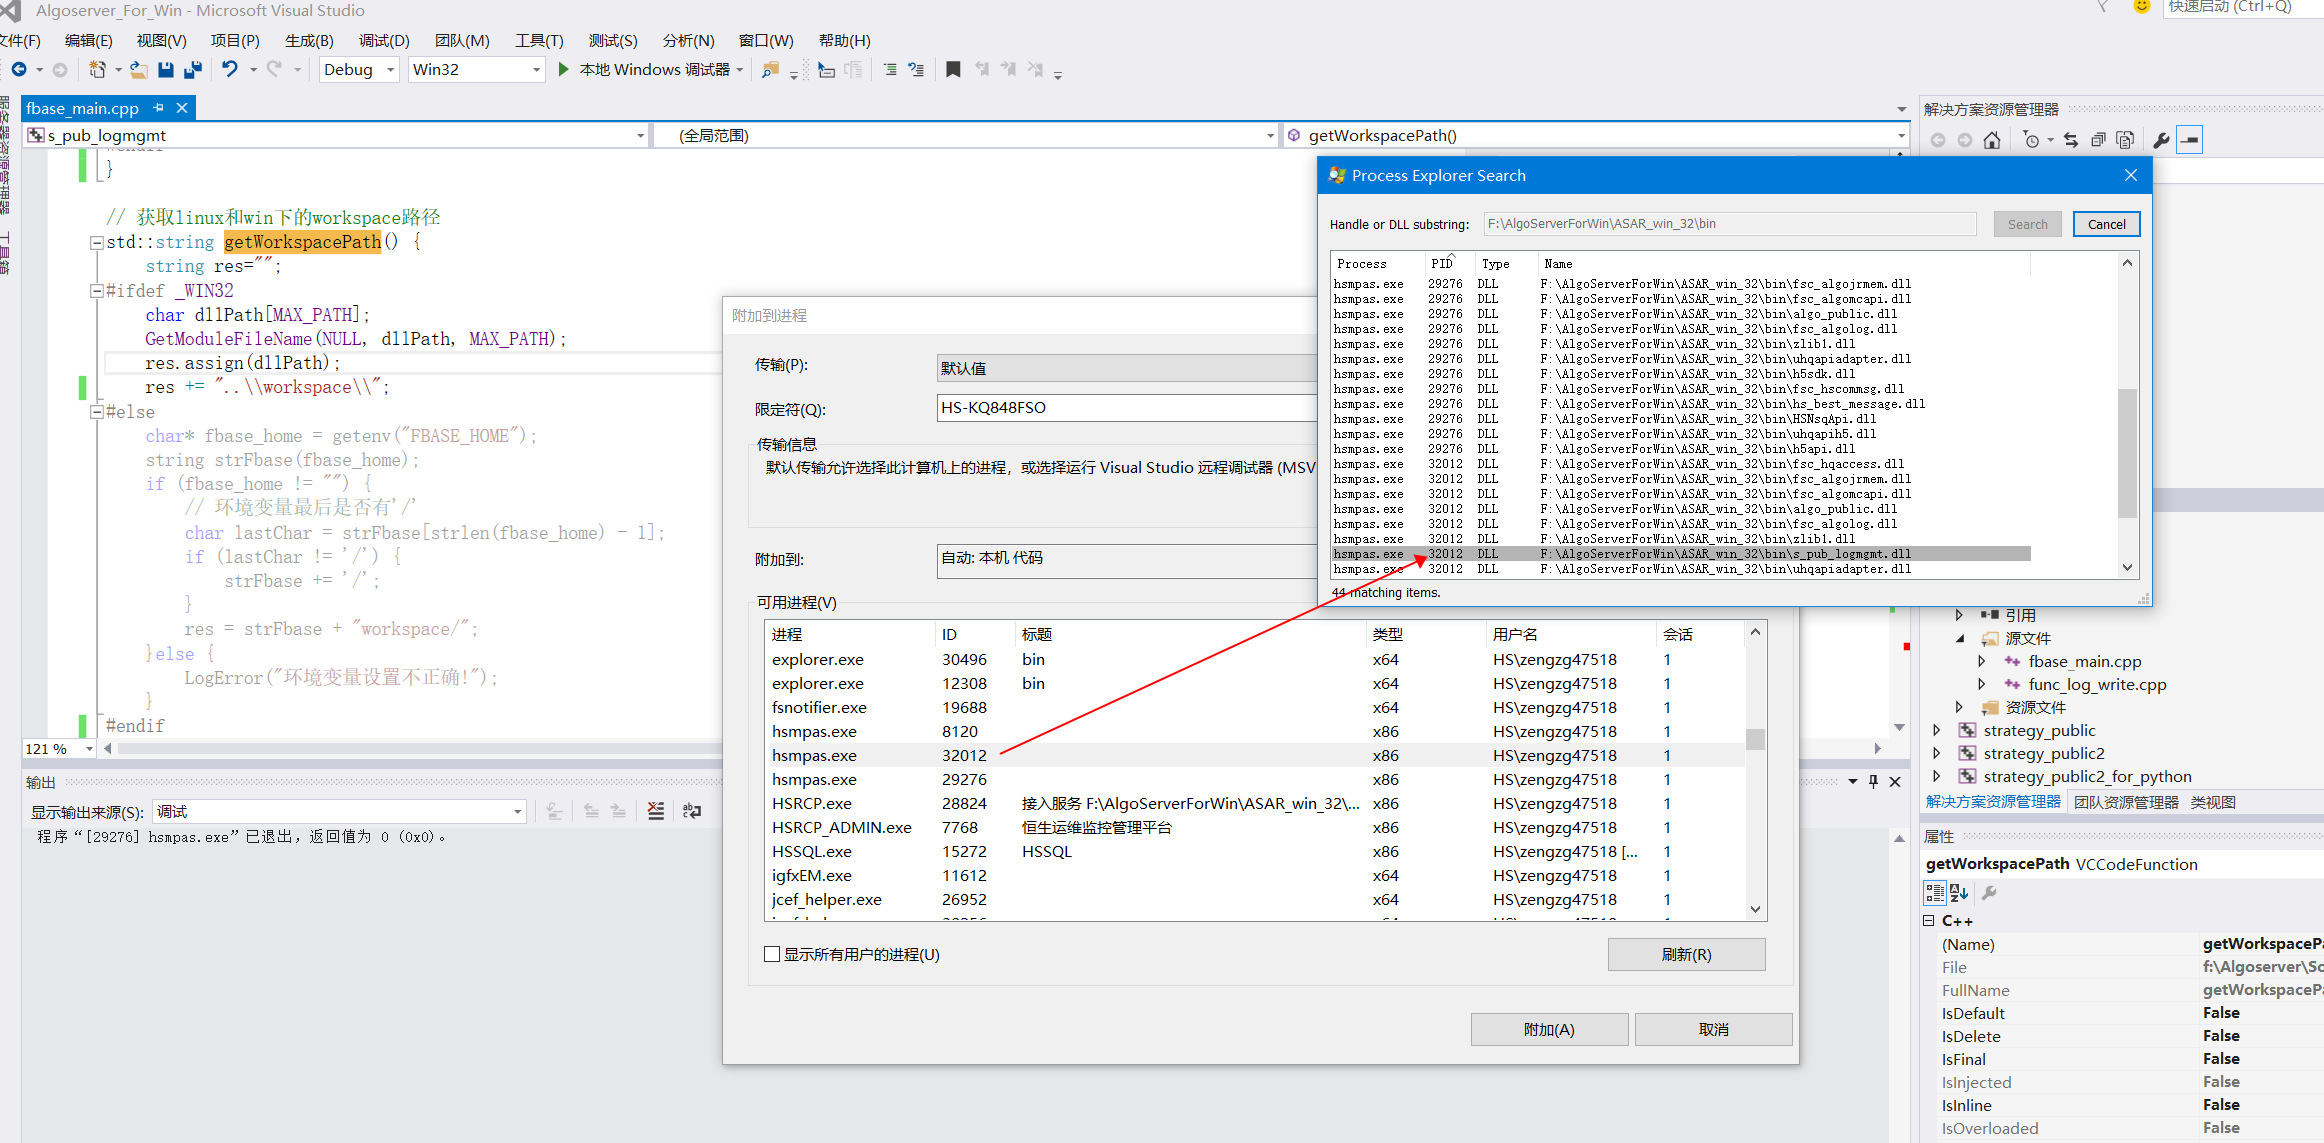 Algoserver_For_Win - Microsoft Visual Studio
快速启动 (Ctrl+Q)
文件(F) 编辑(E) 视图(V) 项目(P) 生成(B) 调试(D) 团队(M) 工具(T) 测试(S) 分析(N) 窗口(W) 帮助(H)
Debug Win32 本地 Windows 调试器
服务器资源管理器
工具箱
fbase_main.cpp
s_pub_logmgmt (全局范围) getWorkspacePath()
#endif
}
// 获取linux和win下的workspace路径
std::string getWorkspacePath() {
string res="";
#ifdef _WIN32
char dllPath[MAX_PATH];
GetModuleFileName(NULL, dllPath, MAX_PATH);
res.assign(dllPath);
res += "..\\workspace\\";
#else
char* fbase_home = getenv("FBASE_HOME");
string strFbase(fbase_home);
if (fbase_home != "") {
// 环境变量最后是否有'/'
char lastChar = strFbase[strlen(fbase_home) - 1];
if (lastChar != '/') {
strFbase += '/';
}
res = strFbase + "workspace/";
}else {
LogError("环境变量设置不正确!");
}
#endif
121 %
输出
显示输出来源(S): 调试
程序“[29276] hsmpas.exe”已退出，返回值为 0 (0x0)。
附加到进程
传输(P): 默认值
限定符(Q): HS-KQ848FSO
传输信息
默认传输允许选择此计算机上的进程，或选择运行 Visual Studio 远程调试器 (MSV
附加到: 自动: 本机 代码
可用进程(V)
进程 ID 标题 类型 用户名 会话
explorer.exe 30496 bin x64 HS\zengzg47518 1
explorer.exe 12308 bin x64 HS\zengzg47518 1
fsnotifier.exe 19688 x64 HS\zengzg47518 1
hsmpas.exe 8120 x86 HS\zengzg47518 1
hsmpas.exe 32012 x86 HS\zengzg47518 1
hsmpas.exe 29276 x86 HS\zengzg47518 1
HSRCP.exe 28824 接入服务 F:\AlgoServerForWin\ASAR_win_32\... x86 HS\zengzg47518 1
HSRCP_ADMIN.exe 7768 恒生运维监控管理平台 x86 HS\zengzg47518 1
HSSQL.exe 15272 HSSQL x86 HS\zengzg47518 [... 1
igfxEM.exe 11612 x64 HS\zengzg47518 1
jcef_helper.exe 26952 x64 HS\zengzg47518 1
显示所有用户的进程(U) 刷新(R)
附加(A) 取消
Process Explorer Search
Handle or DLL substring: F:\AlgoServerForWin\ASAR_win_32\bin Search Cancel
Process PID Type Name
hsmpas.exe 29276 DLL F:\AlgoServerForWin\ASAR_win_32\bin\fsc_algojrmem.dll
hsmpas.exe 29276 DLL F:\AlgoServerForWin\ASAR_win_32\bin\fsc_algomcapi.dll
hsmpas.exe 29276 DLL F:\AlgoServerForWin\ASAR_win_32\bin\algo_public.dll
hsmpas.exe 29276 DLL F:\AlgoServerForWin\ASAR_win_32\bin\fsc_algolog.dll
hsmpas.exe 29276 DLL F:\AlgoServerForWin\ASAR_win_32\bin\zlib1.dll
hsmpas.exe 29276 DLL F:\AlgoServerForWin\ASAR_win_32\bin\uhqapiadapter.dll
hsmpas.exe 29276 DLL F:\AlgoServerForWin\ASAR_win_32\bin\h5sdk.dll
hsmpas.exe 29276 DLL F:\AlgoServerForWin\ASAR_win_32\bin\fsc_hscommsg.dll
hsmpas.exe 29276 DLL F:\AlgoServerForWin\ASAR_win_32\bin\hs_best_message.dll
hsmpas.exe 29276 DLL F:\AlgoServerForWin\ASAR_win_32\bin\HSNsqApi.dll
hsmpas.exe 29276 DLL F:\AlgoServerForWin\ASAR_win_32\bin\uhqapih5.dll
hsmpas.exe 29276 DLL F:\AlgoServerForWin\ASAR_win_32\bin\h5api.dll
hsmpas.exe 32012 DLL F:\AlgoServerForWin\ASAR_win_32\bin\fsc_hqaccess.dll
hsmpas.exe 32012 DLL F:\AlgoServerForWin\ASAR_win_32\bin\fsc_algojrmem.dll
hsmpas.exe 32012 DLL F:\AlgoServerForWin\ASAR_win_32\bin\fsc_algomcapi.dll
hsmpas.exe 32012 DLL F:\AlgoServerForWin\ASAR_win_32\bin\algo_public.dll
hsmpas.exe 32012 DLL F:\AlgoServerForWin\ASAR_win_32\bin\fsc_algolog.dll
hsmpas.exe 32012 DLL F:\AlgoServerForWin\ASAR_win_32\bin\zlib1.dll
hsmpas.exe 32012 DLL F:\AlgoServerForWin\ASAR_win_32\bin\s_pub_logmgmt.dll
hsmpas.exe 32012 DLL F:\AlgoServerForWin\ASAR_win_32\bin\uhqapiadapter.dll
44 matching items.
解决方案资源管理器
引用
源文件
fbase_main.cpp
func_log_write.cpp
资源文件
strategy_public
strategy_public2
strategy_public2_for_python
解决方案资源管理器 团队资源管理器 类视图
属性
getWorkspacePath VCCodeFunction
C++
(Name) getWorkspacePa
File f:\Algoserver\So
FullName getWorkspacePa
IsDefault False
IsDelete False
IsFinal False
IsInjected False
IsInline False
IsOverloaded False